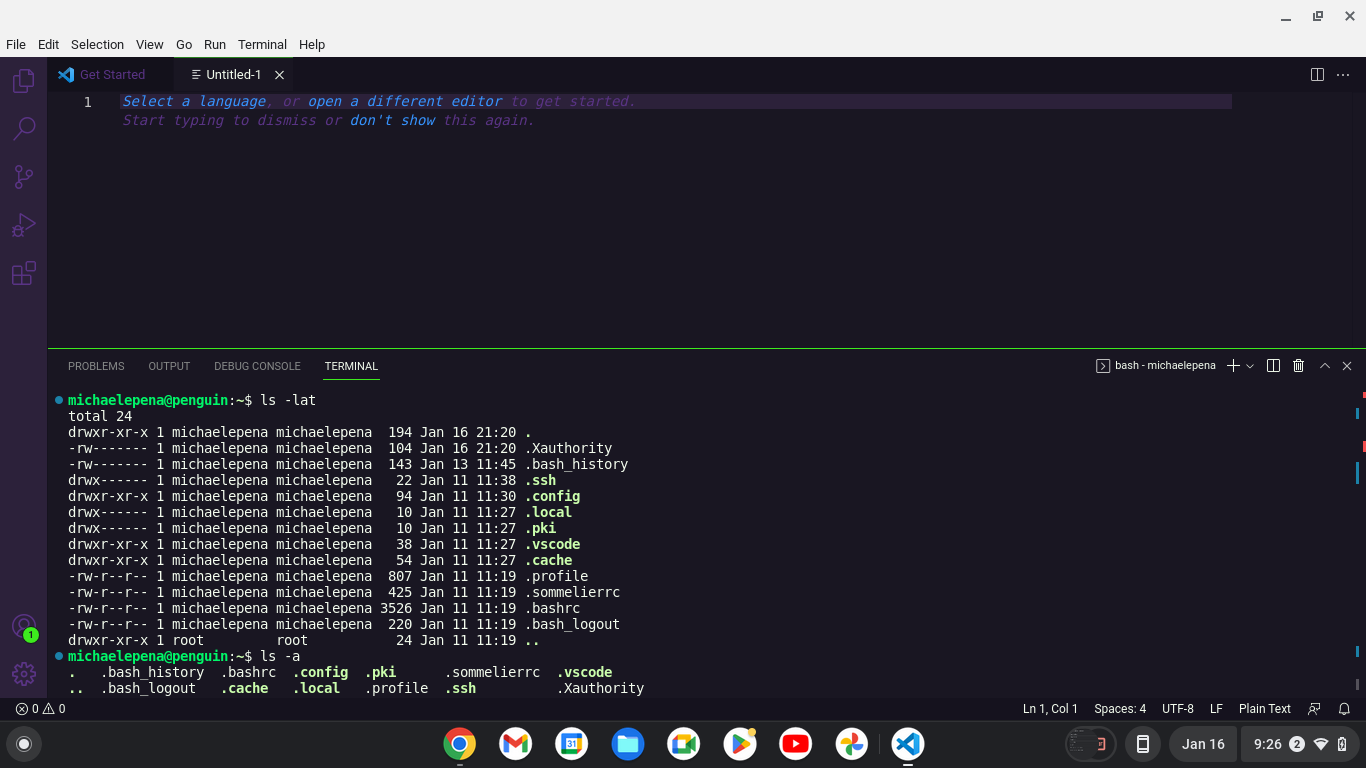 File Edit Selection View Go Run Terminal Help
Get Started Untitled-1
1 Select a language, or open a different editor to get started.
Start typing to dismiss or don't show this again.
PROBLEMS OUTPUT DEBUG CONSOLE TERMINAL bash - michaelepena
michaelepena@penguin:~$ ls -lat
total 24
drwxr-xr-x 1 michaelepena michaelepena  194 Jan 16 21:20 .
-rw------- 1 michaelepena michaelepena  104 Jan 16 21:20 .Xauthority
-rw------- 1 michaelepena michaelepena  143 Jan 13 11:45 .bash_history
drwx------ 1 michaelepena michaelepena   22 Jan 11 11:38 .ssh
drwxr-xr-x 1 michaelepena michaelepena   94 Jan 11 11:30 .config
drwx------ 1 michaelepena michaelepena   10 Jan 11 11:27 .local
drwx------ 1 michaelepena michaelepena   10 Jan 11 11:27 .pki
drwxr-xr-x 1 michaelepena michaelepena   38 Jan 11 11:27 .vscode
drwxr-xr-x 1 michaelepena michaelepena   54 Jan 11 11:27 .cache
-rw-r--r-- 1 michaelepena michaelepena  807 Jan 11 11:19 .profile
-rw-r--r-- 1 michaelepena michaelepena  425 Jan 11 11:19 .sommelierrc
-rw-r--r-- 1 michaelepena michaelepena 3526 Jan 11 11:19 .bashrc
-rw-r--r-- 1 michaelepena michaelepena  220 Jan 11 11:19 .bash_logout
drwxr-xr-x 1 root         root           24 Jan 11 11:19 ..
michaelepena@penguin:~$ ls -a
.   .bash_history  .bashrc  .config  .pki      .sommelierrc  .vscode
..  .bash_logout   .cache   .local   .profile  .ssh          .Xauthority
1
0 0 Ln 1, Col 1 Spaces: 4 UTF-8 LF Plain Text
31 Jan 16 9:26 2